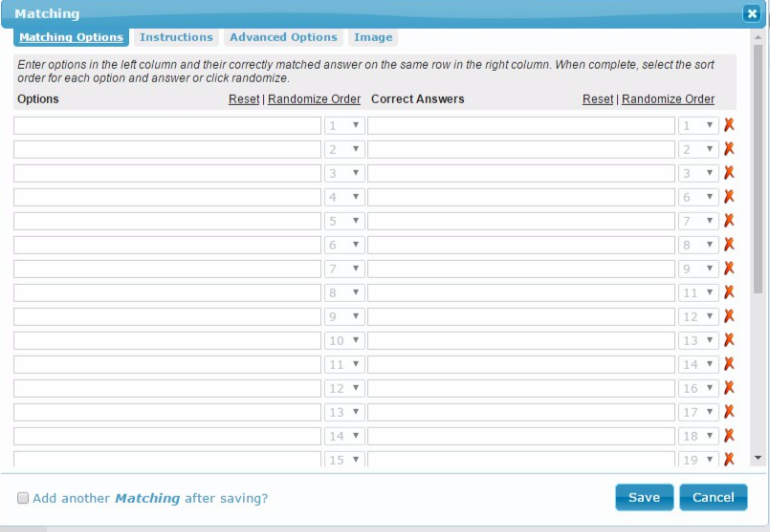 Matching
Matching Options Instructions Advanced Options Image
Enter options in the left column and their correctly matched answer on the same row in the right column. When complete, select the sort
order for each option and answer or click randomize.
Options Reset | Randomize Order Correct Answers Reset | Randomize Order
1 1
2 2
3 3
4 6
5 7
6 8
7 9
8 11
9 12
10 13
11 14
12 16
13 17
14 18
15 19
Add another Matching after saving? Save Cancel